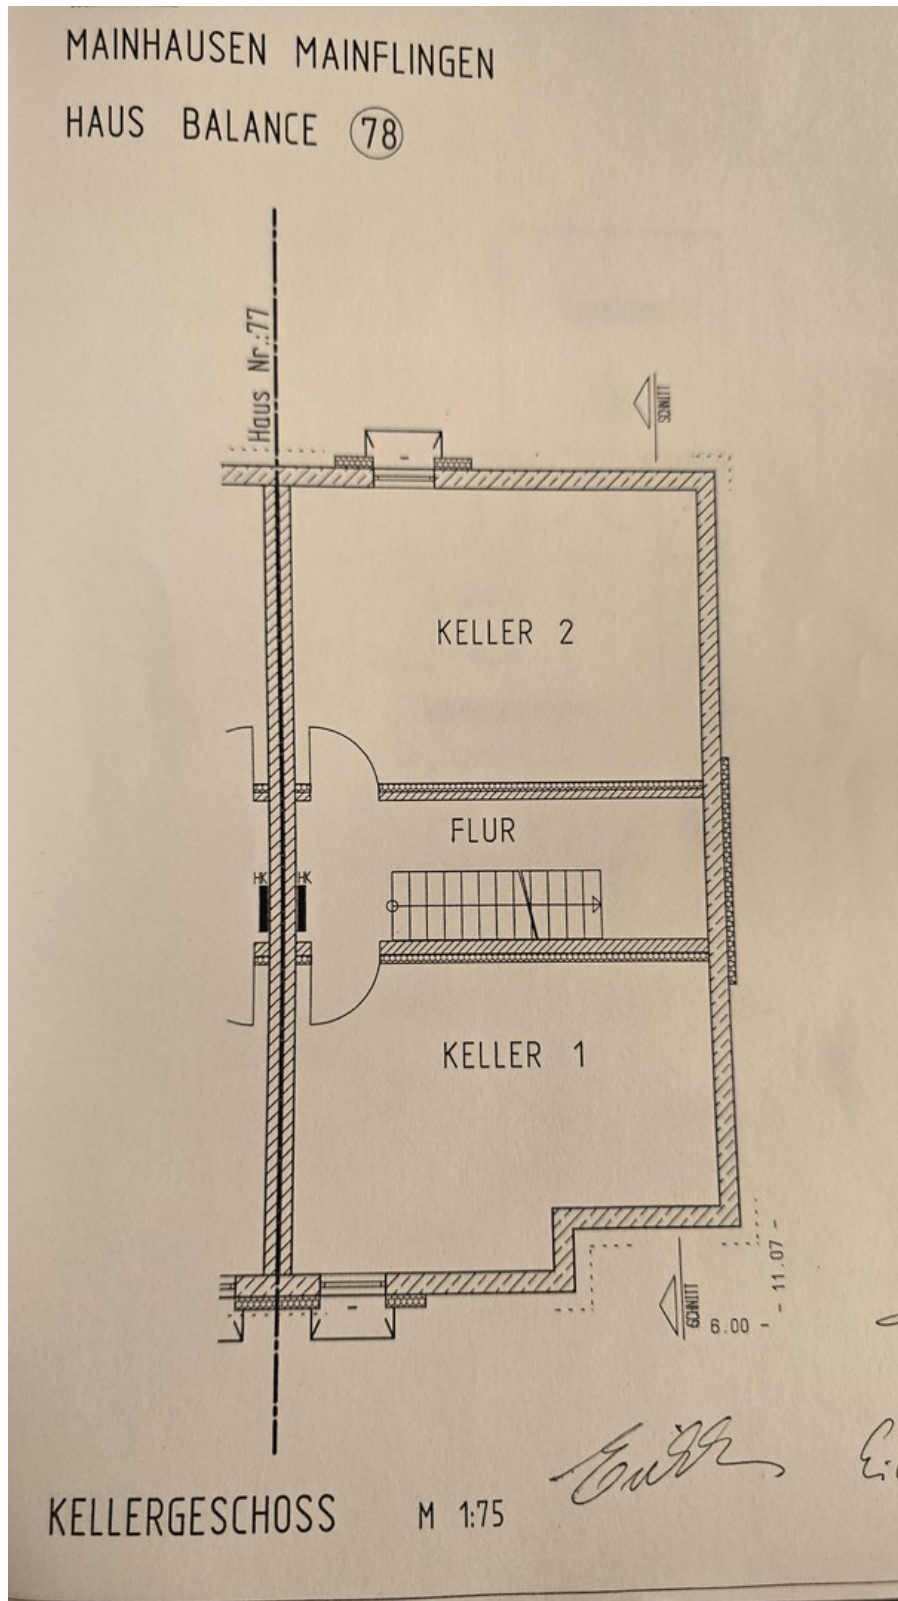 MAINHAUSEN MAINFLINGEN
HAUS BALANCE 78
Haus Nr.:77
SCHNITT
KELLER 2
FLUR
HK HK
KELLER 1
SCHNITT
6.00 -
- 11.07 -
KELLERGESCHOSS M 1:75